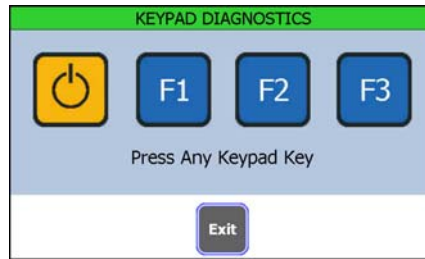 KEYPAD DIAGNOSTICS
F1 F2 F3
Press Any Keypad Key
Exit